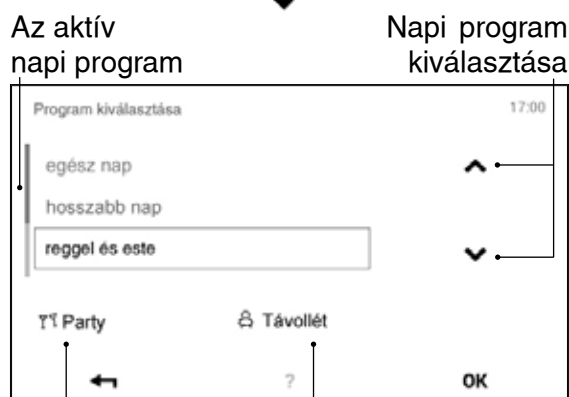 Az aktív
napi program
Napi program
kiválasztása
Program kiválasztása 17:00
egész nap
hosszabb nap
reggel és este
Party Távollét
? OK